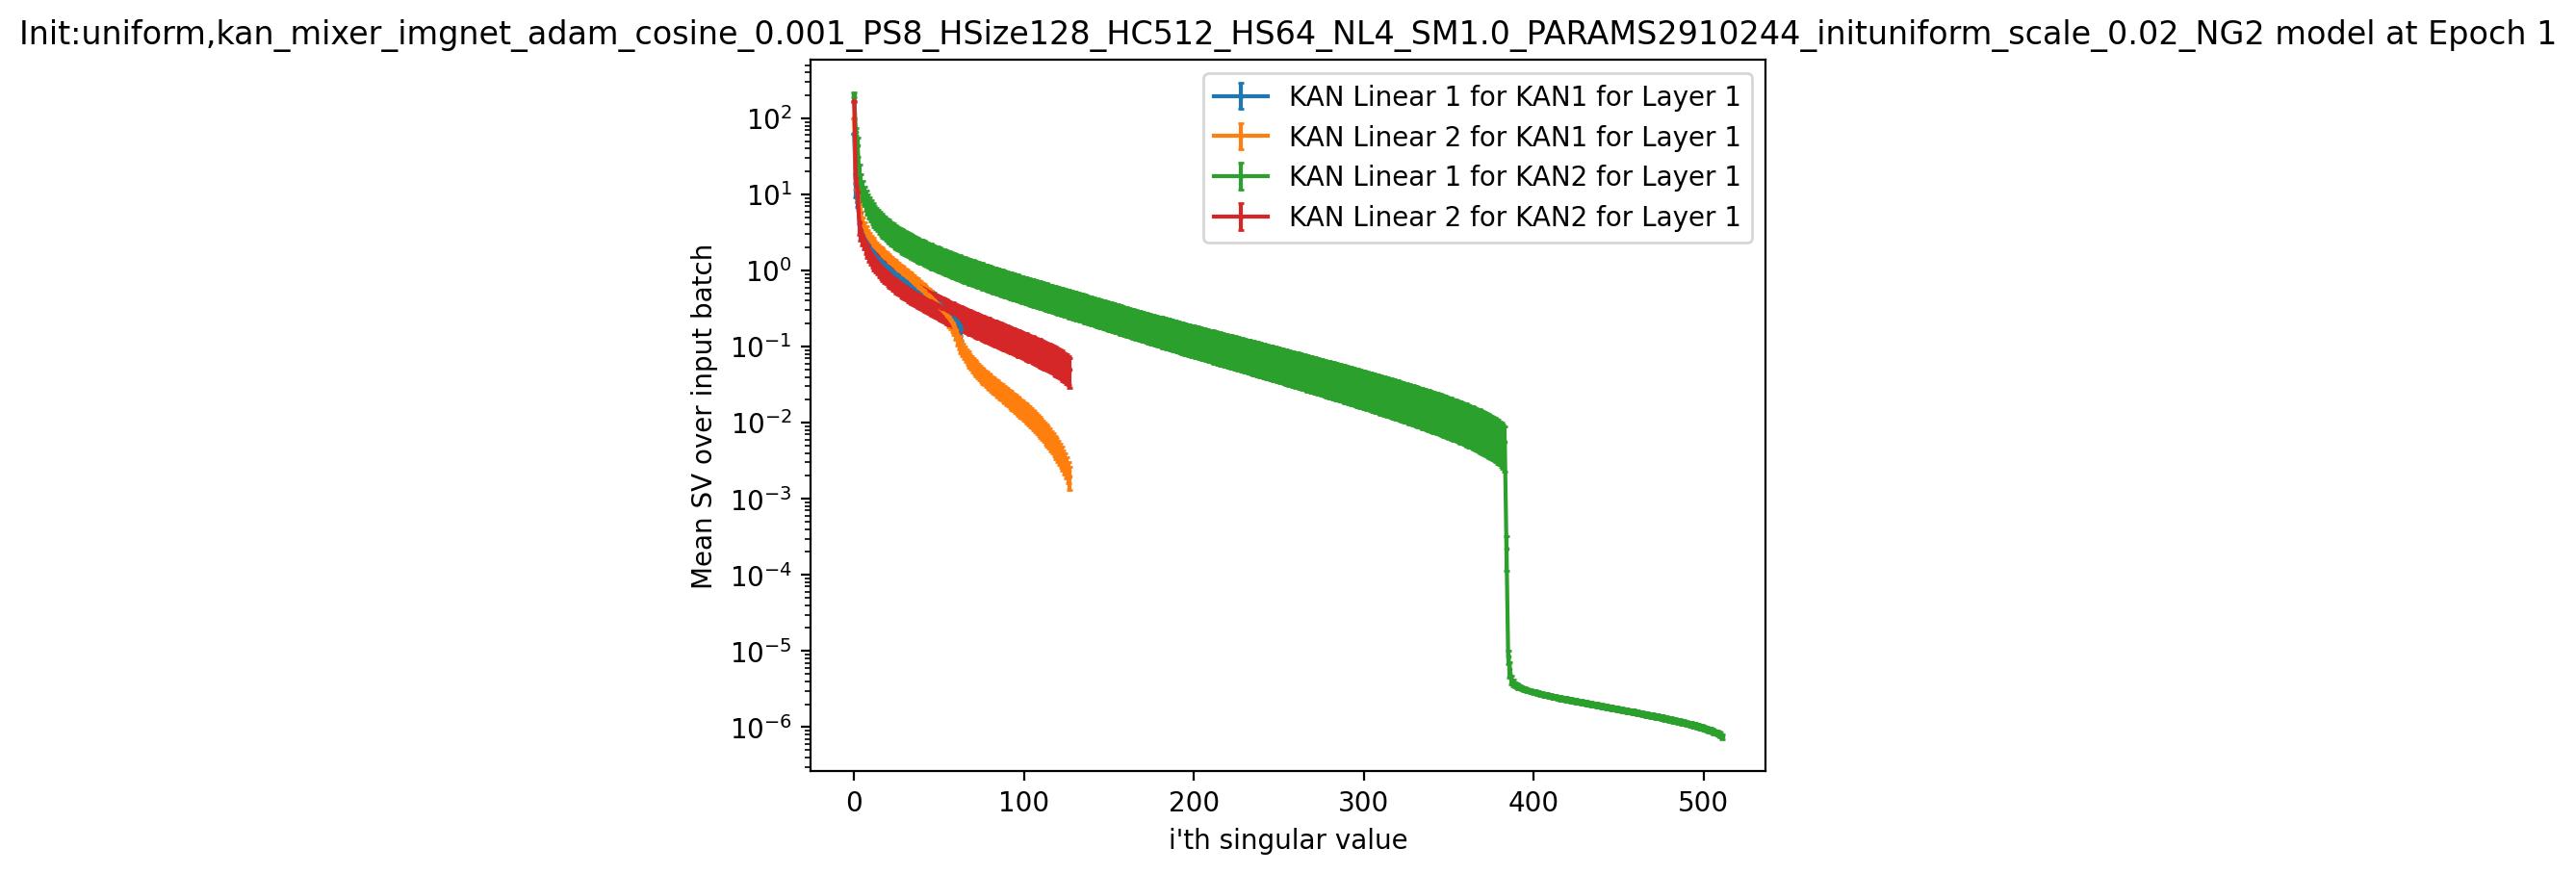 Init:uniform,kan_mixer_imgnet_adam_cosine_0.001_PS8_HSize128_HC512_HS64_NL4_SM1.0_PARAMS2910244_inituniform_scale_0.02_NG2 model at Epoch 1
KAN Linear 1 for KAN1 for Layer 1
KAN Linear 2 for KAN1 for Layer 1
KAN Linear 1 for KAN2 for Layer 1
KAN Linear 2 for KAN2 for Layer 1
Mean SV over input batch
10²
10¹
10⁰
10⁻¹
10⁻²
10⁻³
10⁻⁴
10⁻⁵
10⁻⁶
0 100 200 300 400 500
i'th singular value